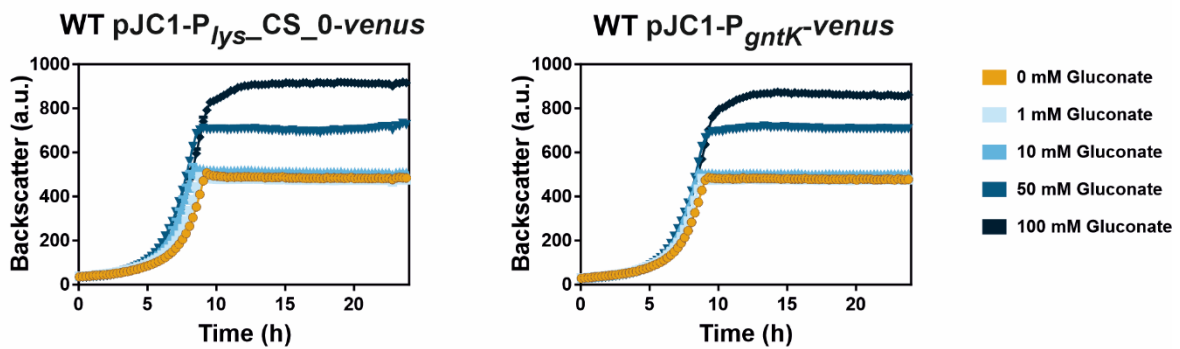 WT pJC1-Plys_CS_0-venus
1000
800
600
400
200
0
Backscatter (a.u.)
0 5 10 15 20
Time (h)
WT pJC1-PgntK-venus
1000
800
600
400
200
0
Backscatter (a.u.)
0 5 10 15 20
Time (h)
0 mM Gluconate
1 mM Gluconate
10 mM Gluconate
50 mM Gluconate
100 mM Gluconate